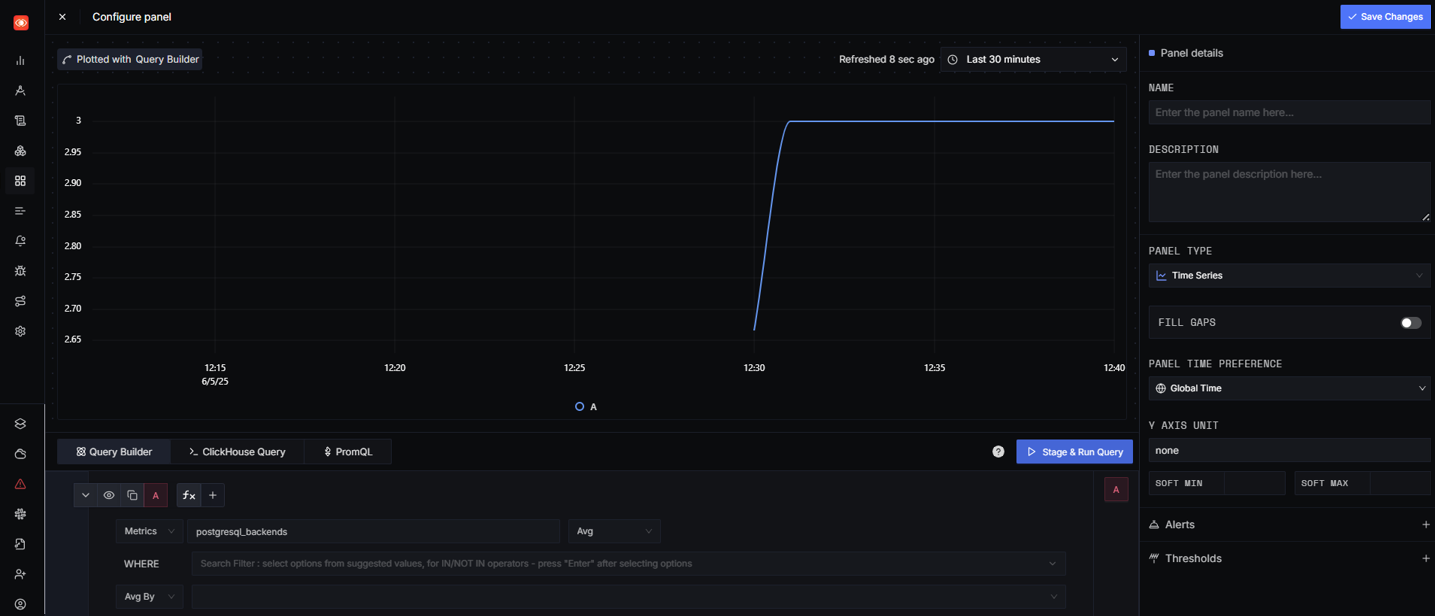 Configure panel
Save Changes
Plotted with Query Builder
Refreshed 8 sec ago
Last 30 minutes
3
2.95
2.90
2.85
2.80
2.75
2.70
2.65
12:15
12:20
12:25
12:30
12:35
12:40
6/5/25
A
Query Builder
ClickHouse Query
PromQL
Stage & Run Query
A
fx
A
Metrics
postgresql_backends
Avg
WHERE
Search Filter : select options from suggested values, for IN/NOT IN operators - press "Enter" after selecting options
Avg By
Panel details
NAME
Enter the panel name here...
DESCRIPTION
Enter the panel description here...
PANEL TYPE
Time Series
FILL GAPS
PANEL TIME PREFERENCE
Global Time
Y AXIS UNIT
none
SOFT MIN
SOFT MAX
Alerts
Thresholds